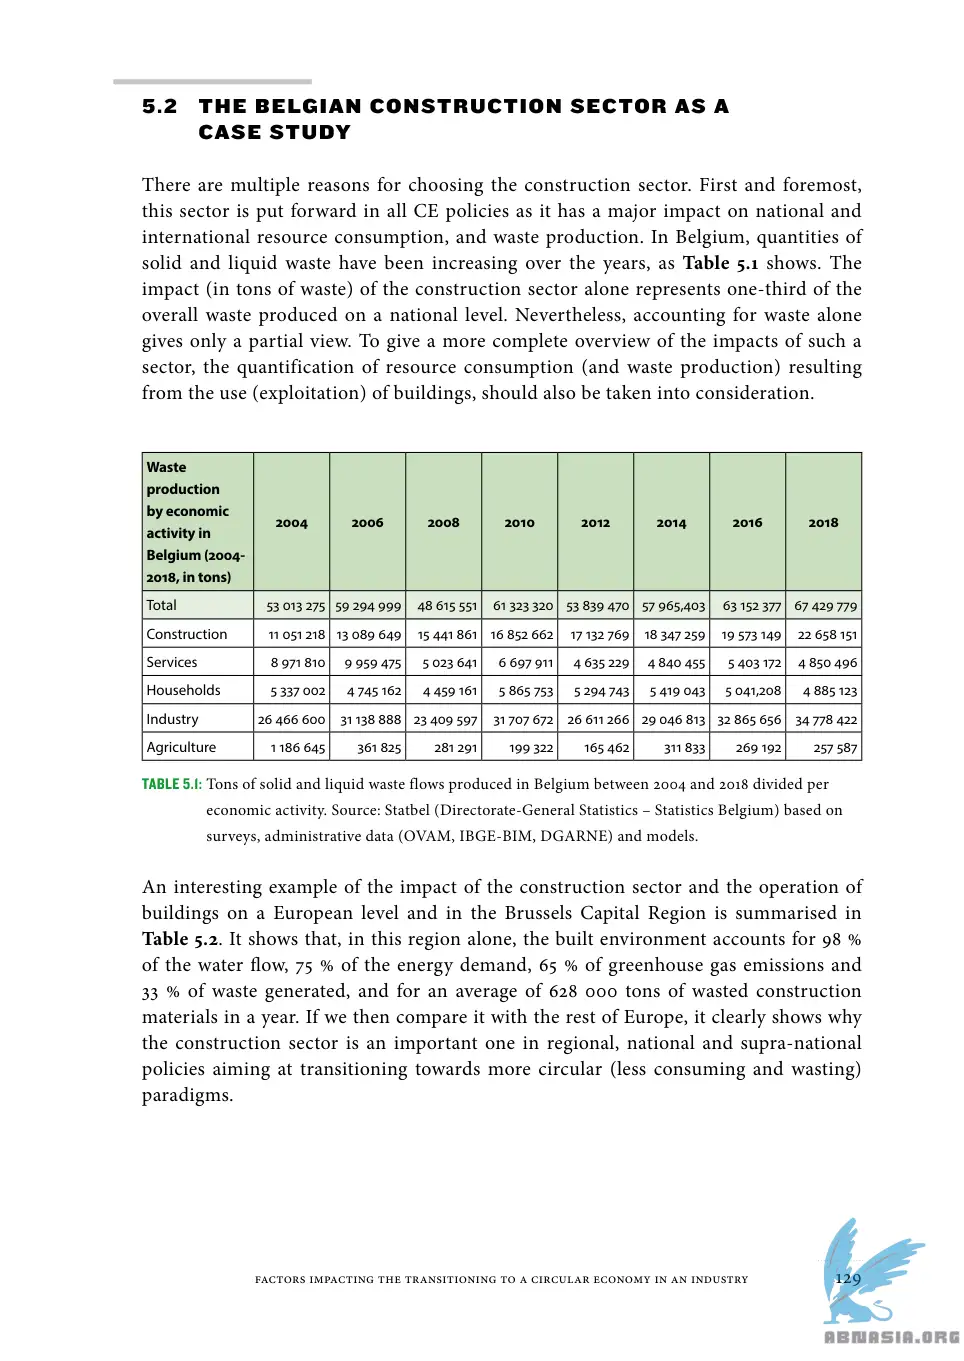 5.2 THE BELGIAN CONSTRUCTION SECTOR AS A
CASE STUDY
There are multiple reasons for choosing the construction sector. First and foremost,
this sector is put forward in all CE policies as it has a major impact on national and
international resource consumption, and waste production. In Belgium, quantities of
solid and liquid waste have been increasing over the years, as Table 5.1 shows. The
impact (in tons of waste) of the construction sector alone represents one-third of the
overall waste produced on a national level. Nevertheless, accounting for waste alone
gives only a partial view. To give a more complete overview of the impacts of such a
sector, the quantification of resource consumption (and waste production) resulting
from the use (exploitation) of buildings, should also be taken into consideration.
Waste
production
by economic
activity in
Belgium (2004-
2018, in tons)
2004 2006 2008 2010 2012 2014 2016 2018
Total 53 013 275 59 294 999 48 615 551 61 323 320 53 839 470 57 965,403 63 152 377 67 429 779
Construction 11 051 218 13 089 649 15 441 861 16 852 662 17 132 769 18 347 259 19 573 149 22 658 151
Services 8 971 810 9 959 475 5 023 641 6 697 911 4 635 229 4 840 455 5 403 172 4 850 496
Households 5 337 002 4 745 162 4 459 161 5 865 753 5 294 743 5 419 043 5 041,208 4 885 123
Industry 26 466 600 31 138 888 23 409 597 31 707 672 26 611 266 29 046 813 32 865 656 34 778 422
Agriculture 1 186 645 361 825 281 291 199 322 165 462 311 833 269 192 257 587
TABLE 5.1: Tons of solid and liquid waste flows produced in Belgium between 2004 and 2018 divided per
economic activity. Source: Statbel (Directorate-General Statistics – Statistics Belgium) based on
surveys, administrative data (OVAM, IBGE-BIM, DGARNE) and models.
An interesting example of the impact of the construction sector and the operation of
buildings on a European level and in the Brussels Capital Region is summarised in
Table 5.2. It shows that, in this region alone, the built environment accounts for 98 %
of the water flow, 75 % of the energy demand, 65 % of greenhouse gas emissions and
33 % of waste generated, and for an average of 628 000 tons of wasted construction
materials in a year. If we then compare it with the rest of Europe, it clearly shows why
the construction sector is an important one in regional, national and supra-national
policies aiming at transitioning towards more circular (less consuming and wasting)
paradigms.
FACTORS IMPACTING THE TRANSITIONING TO A CIRCULAR ECONOMY IN AN INDUSTRY 129
ABNASIA.ORG